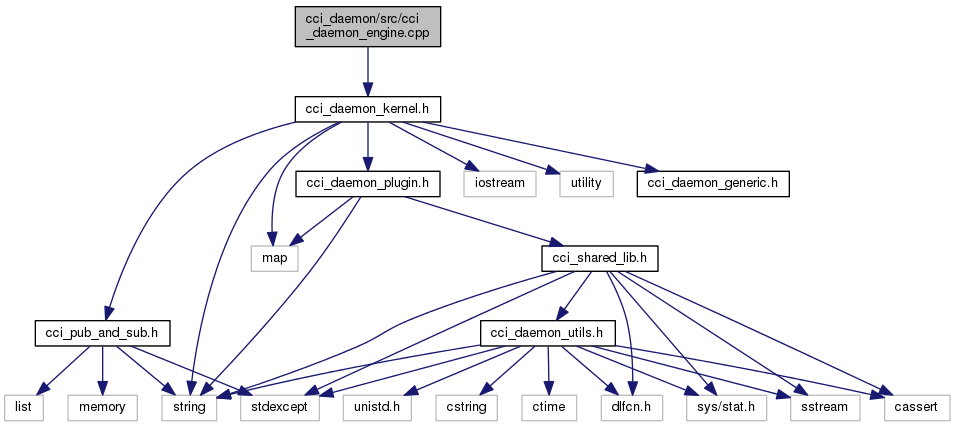 cci_daemon/src/cci
_daemon_engine.cpp
cci_daemon_kernel.h
cci_daemon_plugin.h
iostream
utility
cci_daemon_generic.h
map
cci_shared_lib.h
cci_pub_and_sub.h
cci_daemon_utils.h
list
memory
string
stdexcept
unistd.h
cstring
ctime
dlfcn.h
sys/stat.h
sstream
cassert